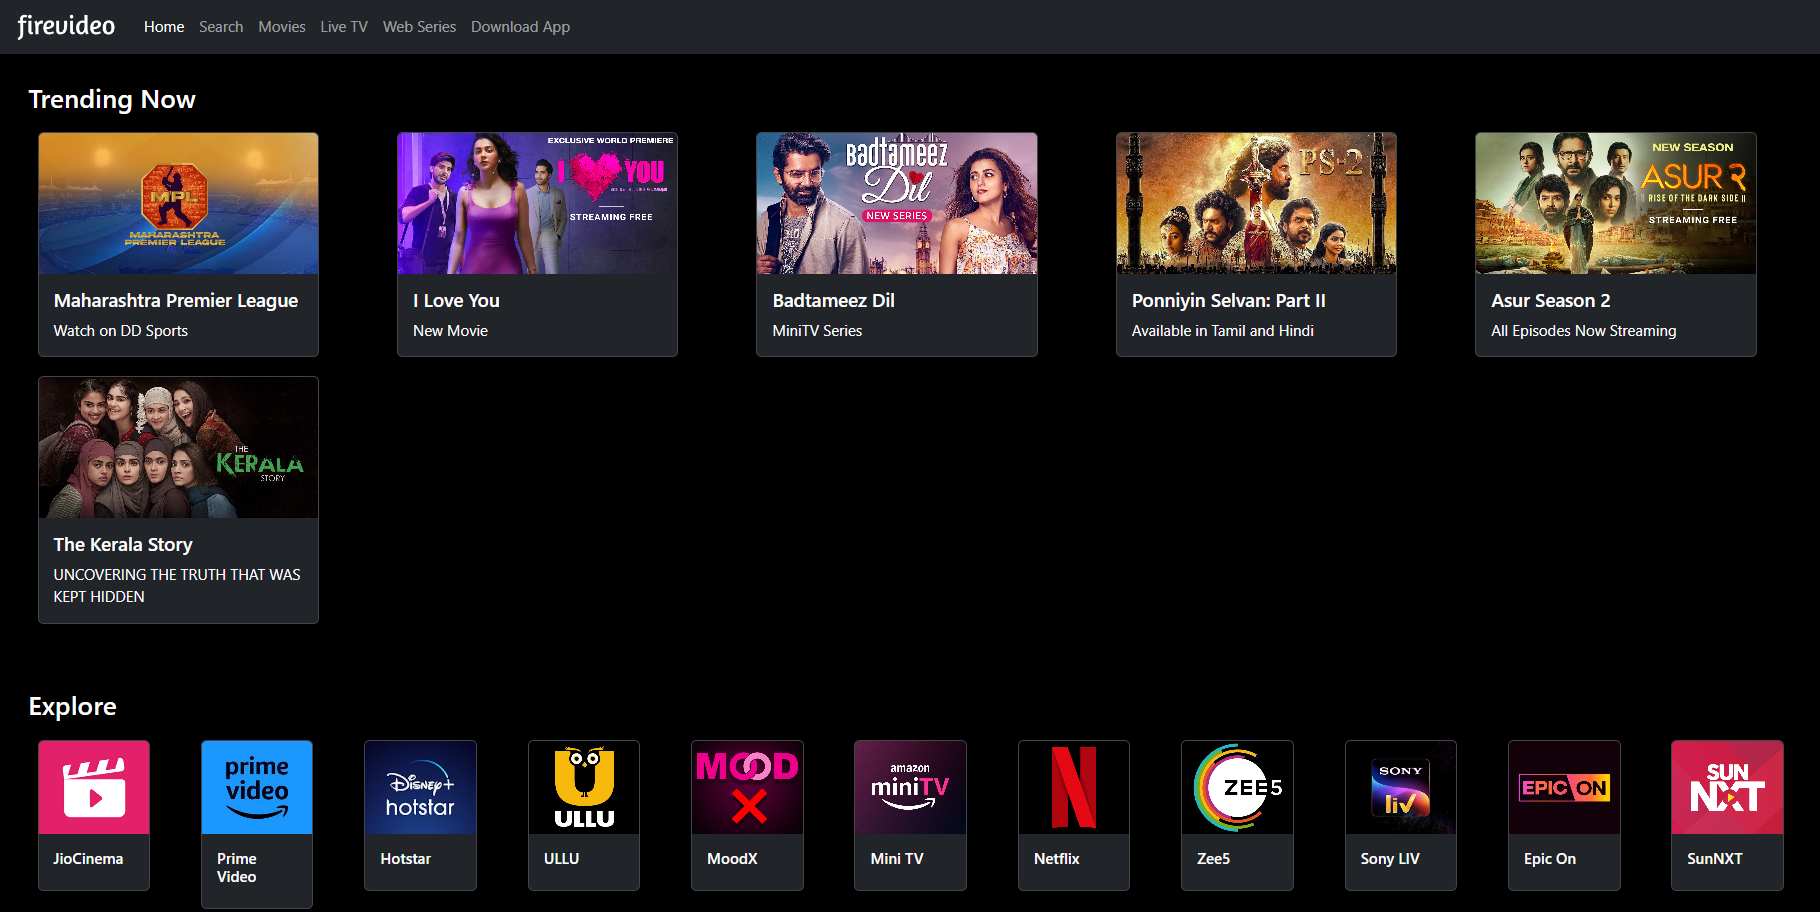 firevideo
Home Search Movies Live TV Web Series Download App
Trending Now
MPL
MAHARASHTRA
PREMIER LEAGUE
Maharashtra Premier League
Watch on DD Sports
EXCLUSIVE WORLD PREMIERE
I YOU
STREAMING FREE
I Love You
New Movie
BADTAMEEZ
Dil
NEW SERIES
Badtameez Dil
MiniTV Series
PS-2
Ponniyin Selvan: Part II
Available in Tamil and Hindi
NEW SEASON
ASUR 2
RISE OF THE DARK SIDE
STREAMING FREE
Asur Season 2
All Episodes Now Streaming
THE
KERALA
STORY
The Kerala Story
UNCOVERING THE TRUTH THAT WAS
KEPT HIDDEN
Explore
JioCinema
prime
video
Prime
Video
Disney+
hotstar
Hotstar
U
ULLU
ULLU
MOOD
X
MoodX
amazon
miniTV
Mini TV
N
Netflix
ZEE5
Zee5
SONY
liv
Sony LIV
EPIC ON
Epic On
SUN
NXT
SunNXT